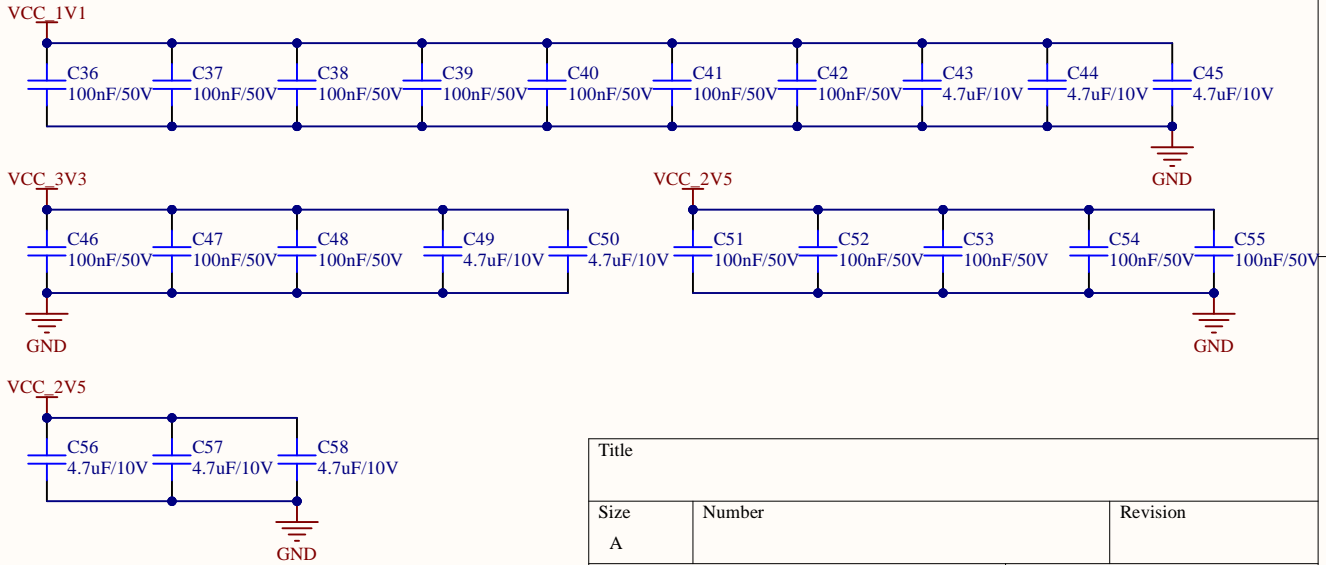 VCC_1V1
C36 C37 C38 C39 C40 C41 C42 C43 C44 C45
100nF/50V 100nF/50V 100nF/50V 100nF/50V 100nF/50V 100nF/50V 100nF/50V 4.7uF/10V 4.7uF/10V 4.7uF/10V
GND
VCC_3V3 VCC_2V5
C46 C47 C48 C49 C50 C51 C52 C53 C54 C55
100nF/50V 100nF/50V 100nF/50V 4.7uF/10V 4.7uF/10V 100nF/50V 100nF/50V 100nF/50V 100nF/50V 100nF/50V
GND GND
VCC_2V5
C56 C57 C58
4.7uF/10V 4.7uF/10V 4.7uF/10V
GND
Title
Size Number Revision
A